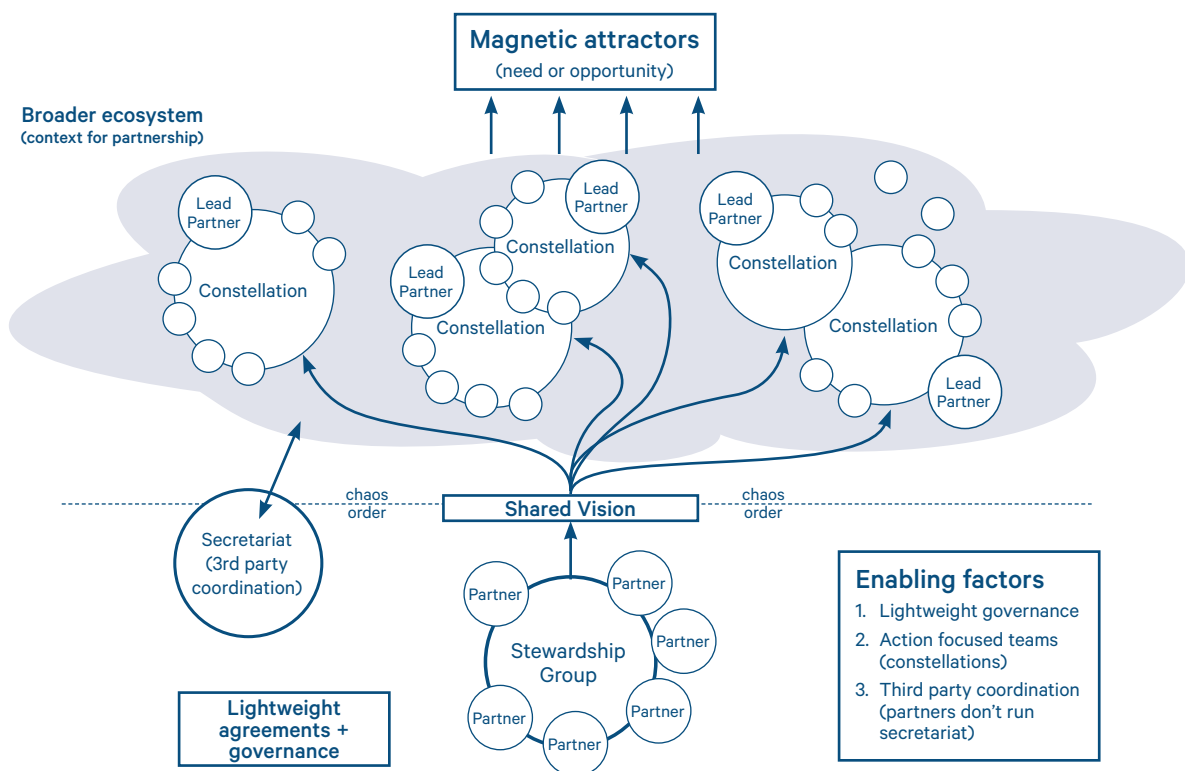 Magnetic attractors
(need or opportunity)
Broader ecosystem
(context for partnership)
Lead
Partner
Constellation
Lead
Partner
Constellation
Lead
Partner
Constellation
Lead
Partner
Constellation
Constellation
Lead
Partner
chaos
order
Shared Vision
chaos
order
Secretariat
(3rd party
coordination)
Partner
Partner
Partner
Partner
Partner
Partner
Stewardship
Group
Lightweight
agreements +
governance
Enabling factors
1. Lightweight governance
2. Action focused teams
(constellations)
3. Third party coordination
(partners don’t run
secretariat)